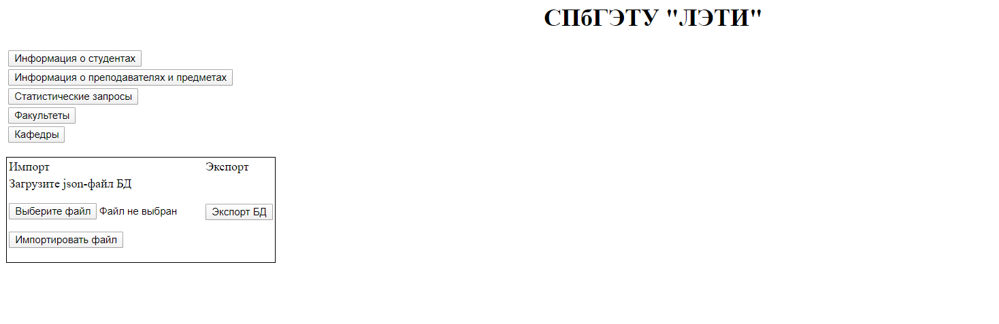 СПбГЭТУ "ЛЭТИ"
Информация о студентах
Информация о преподавателях и предметах
Статистические запросы
Факультеты
Кафедры
Импорт Экспорт
Загрузите json-файл БД
Выберите файл Файл не выбран Экспорт БД
Импортировать файл